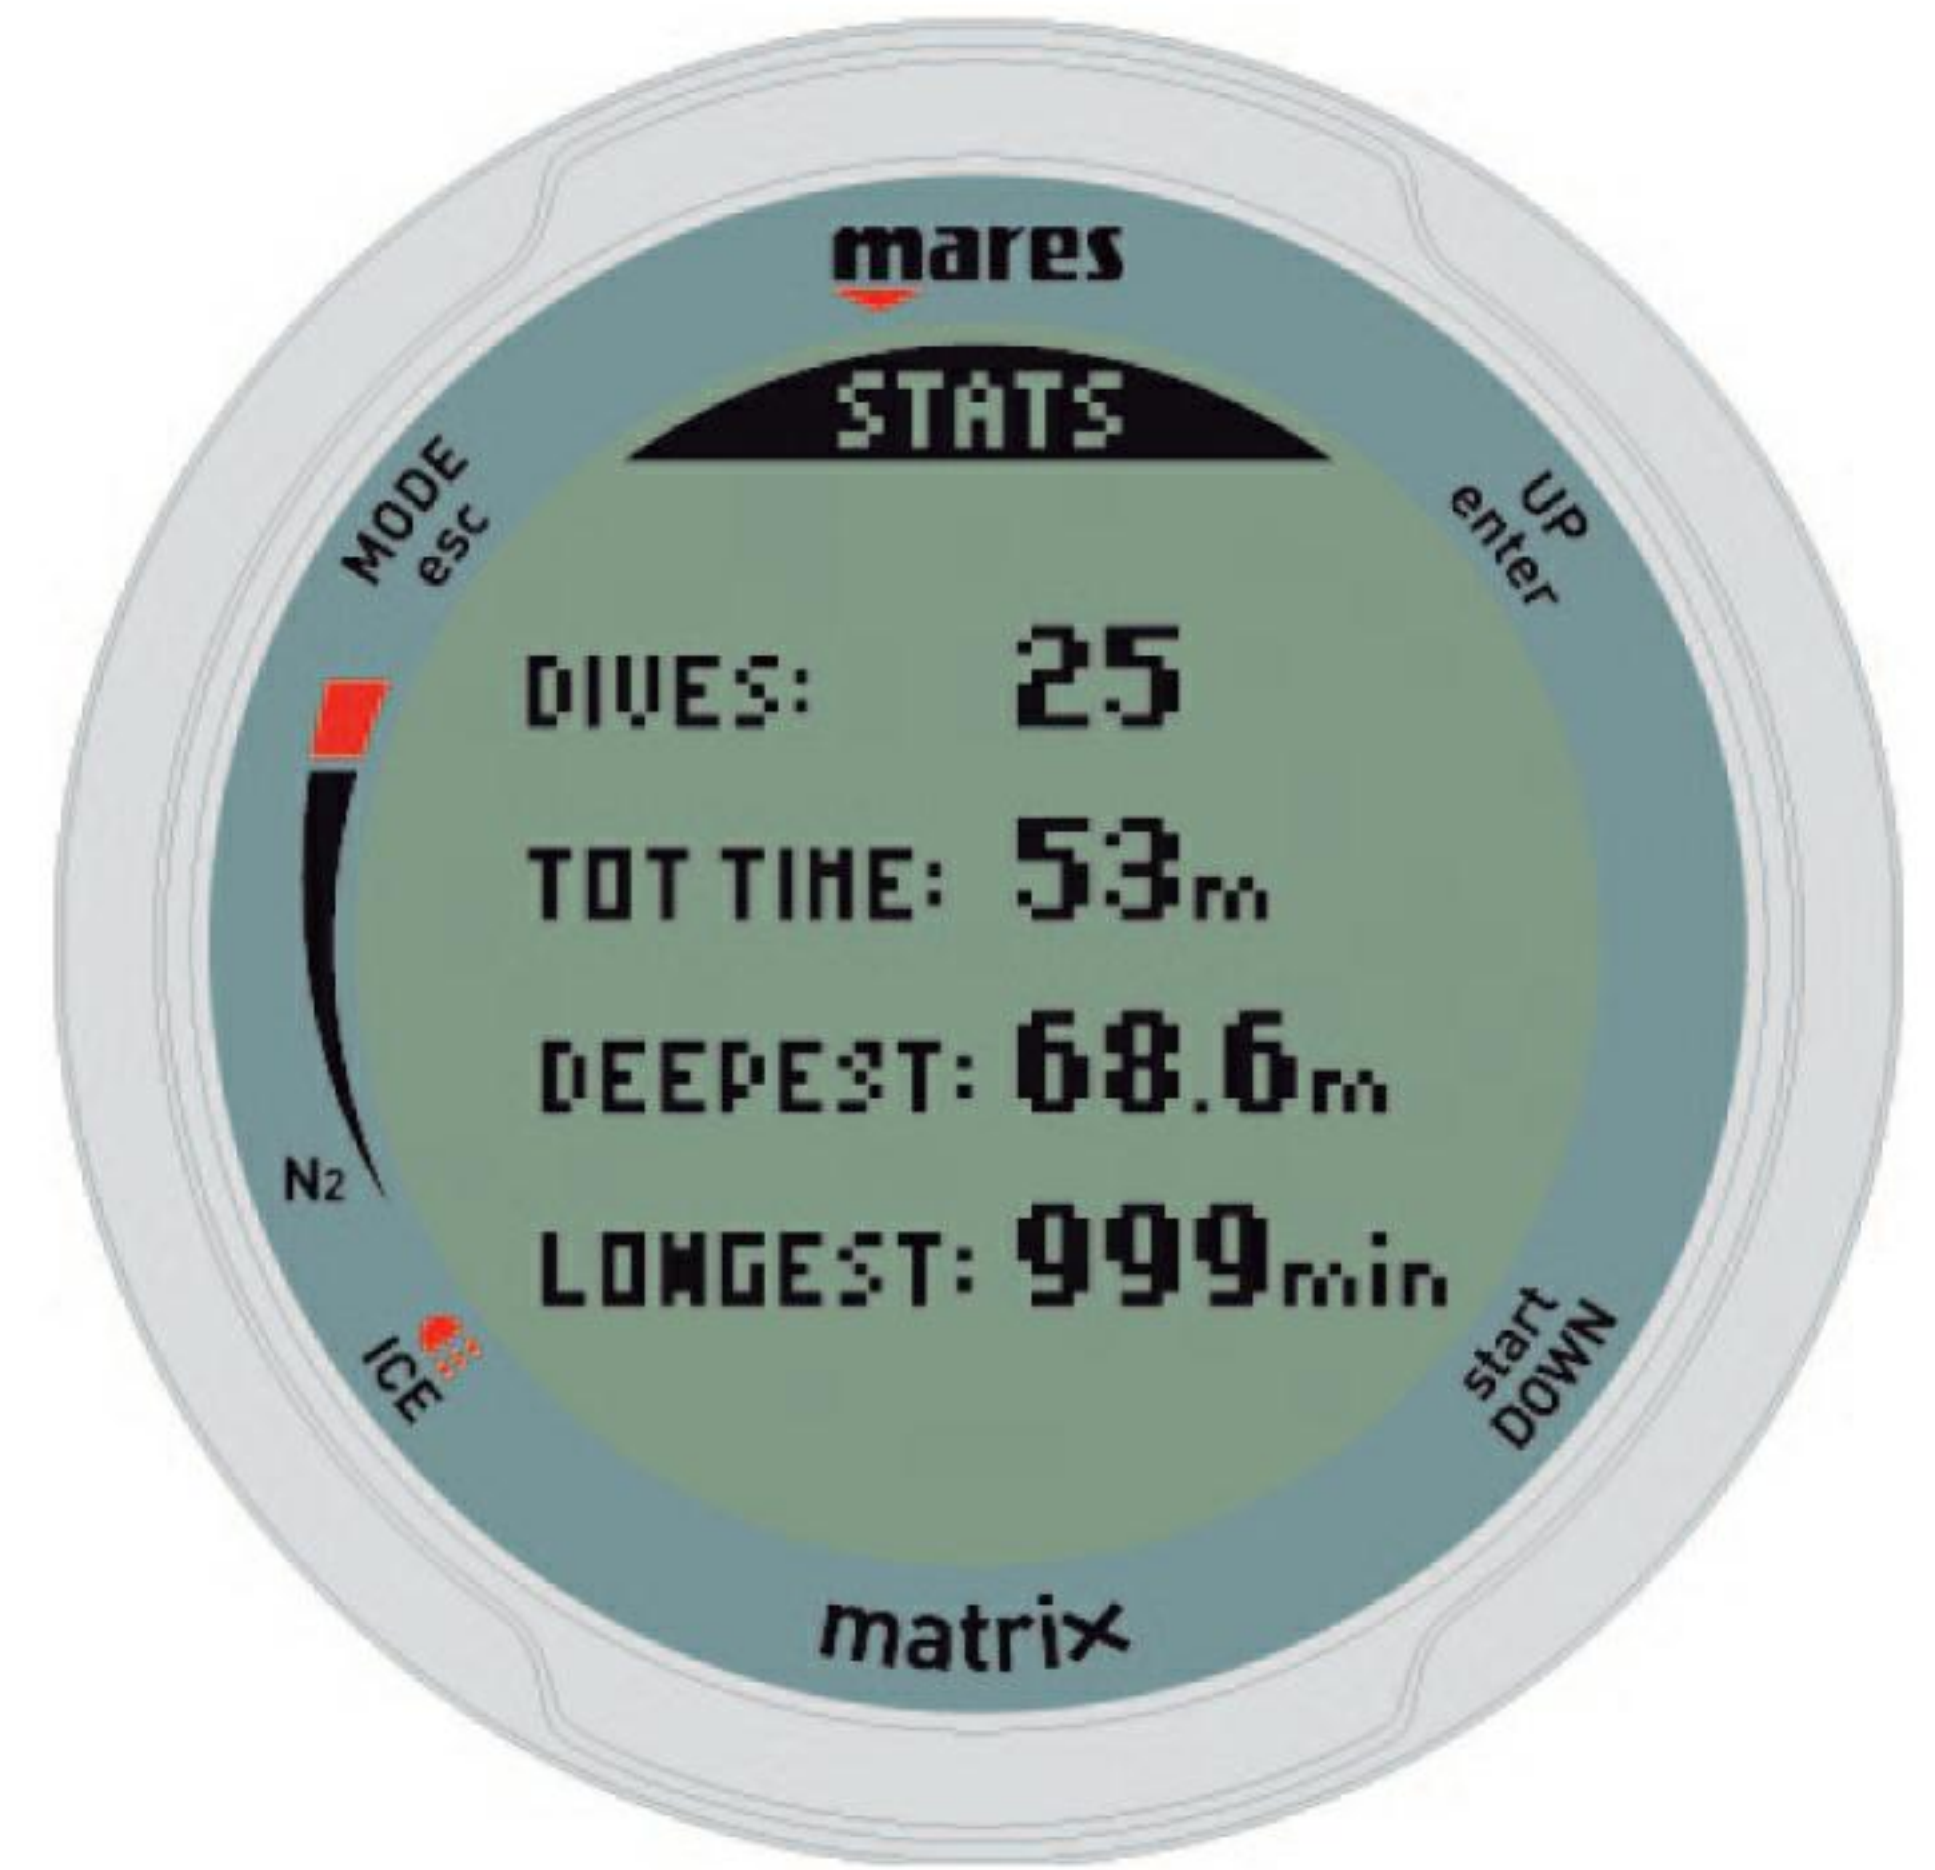 mares
STATS
MODE
esc
UP
enter
DIVES: 25
TOT TIME: 53m
DEEPEST: 68.6m
LONGEST: 999min
N2
ICE
start
DOWN
matrix